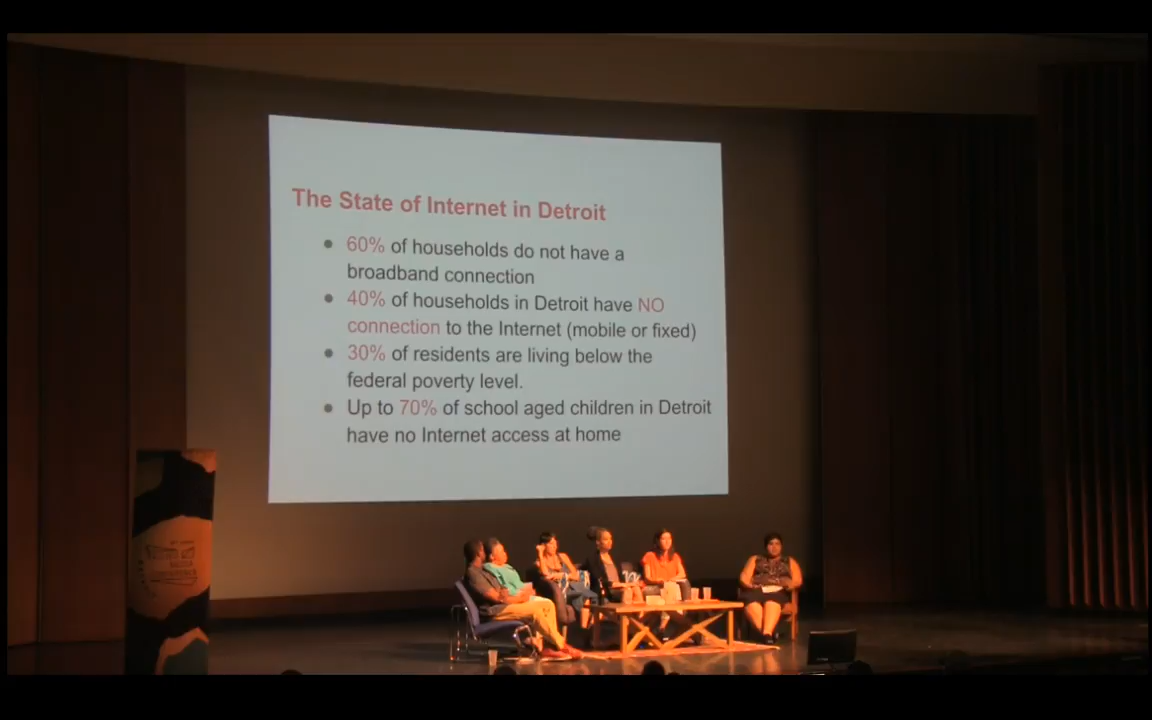 The State of Internet in Detroit
● 60% of households do not have a
broadband connection
● 40% of households in Detroit have NO
connection to the Internet (mobile or fixed)
● 30% of residents are living below the
federal poverty level.
● Up to 70% of school aged children in Detroit
have no Internet access at home